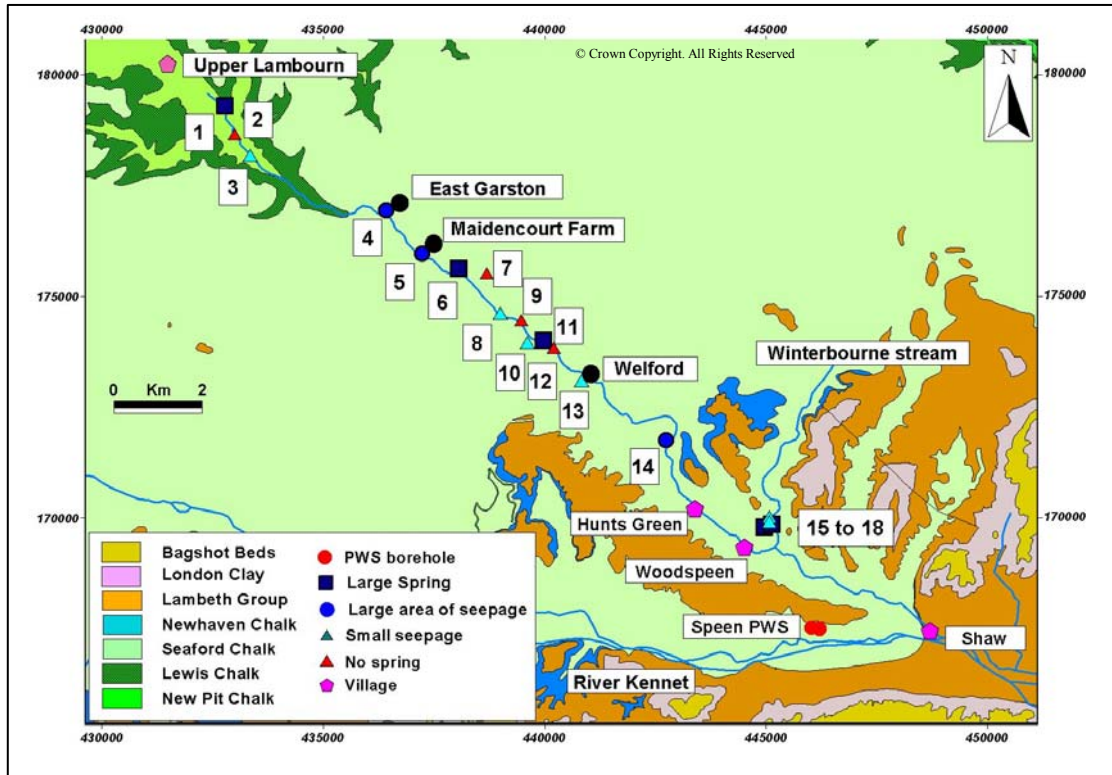 430000 435000 440000 445000 450000
© Crown Copyright. All Rights Reserved
N
180000 180000
Upper Lambourn
1
2
3
East Garston
4
Maidencourt Farm
5
6
7
9
175000 175000
8
11
10
12
Welford
13
Winterbourne stream
0 Km 2
14
Hunts Green
15 to 18
170000 170000
Woodspeen
Speen PWS
Shaw
River Kennet
Bagshot Beds
London Clay
Lambeth Group
Newhaven Chalk
Seaford Chalk
Lewis Chalk
New Pit Chalk
PWS borehole
Large Spring
Large area of seepage
Small seepage
No spring
Village
430000 435000 440000 445000 450000